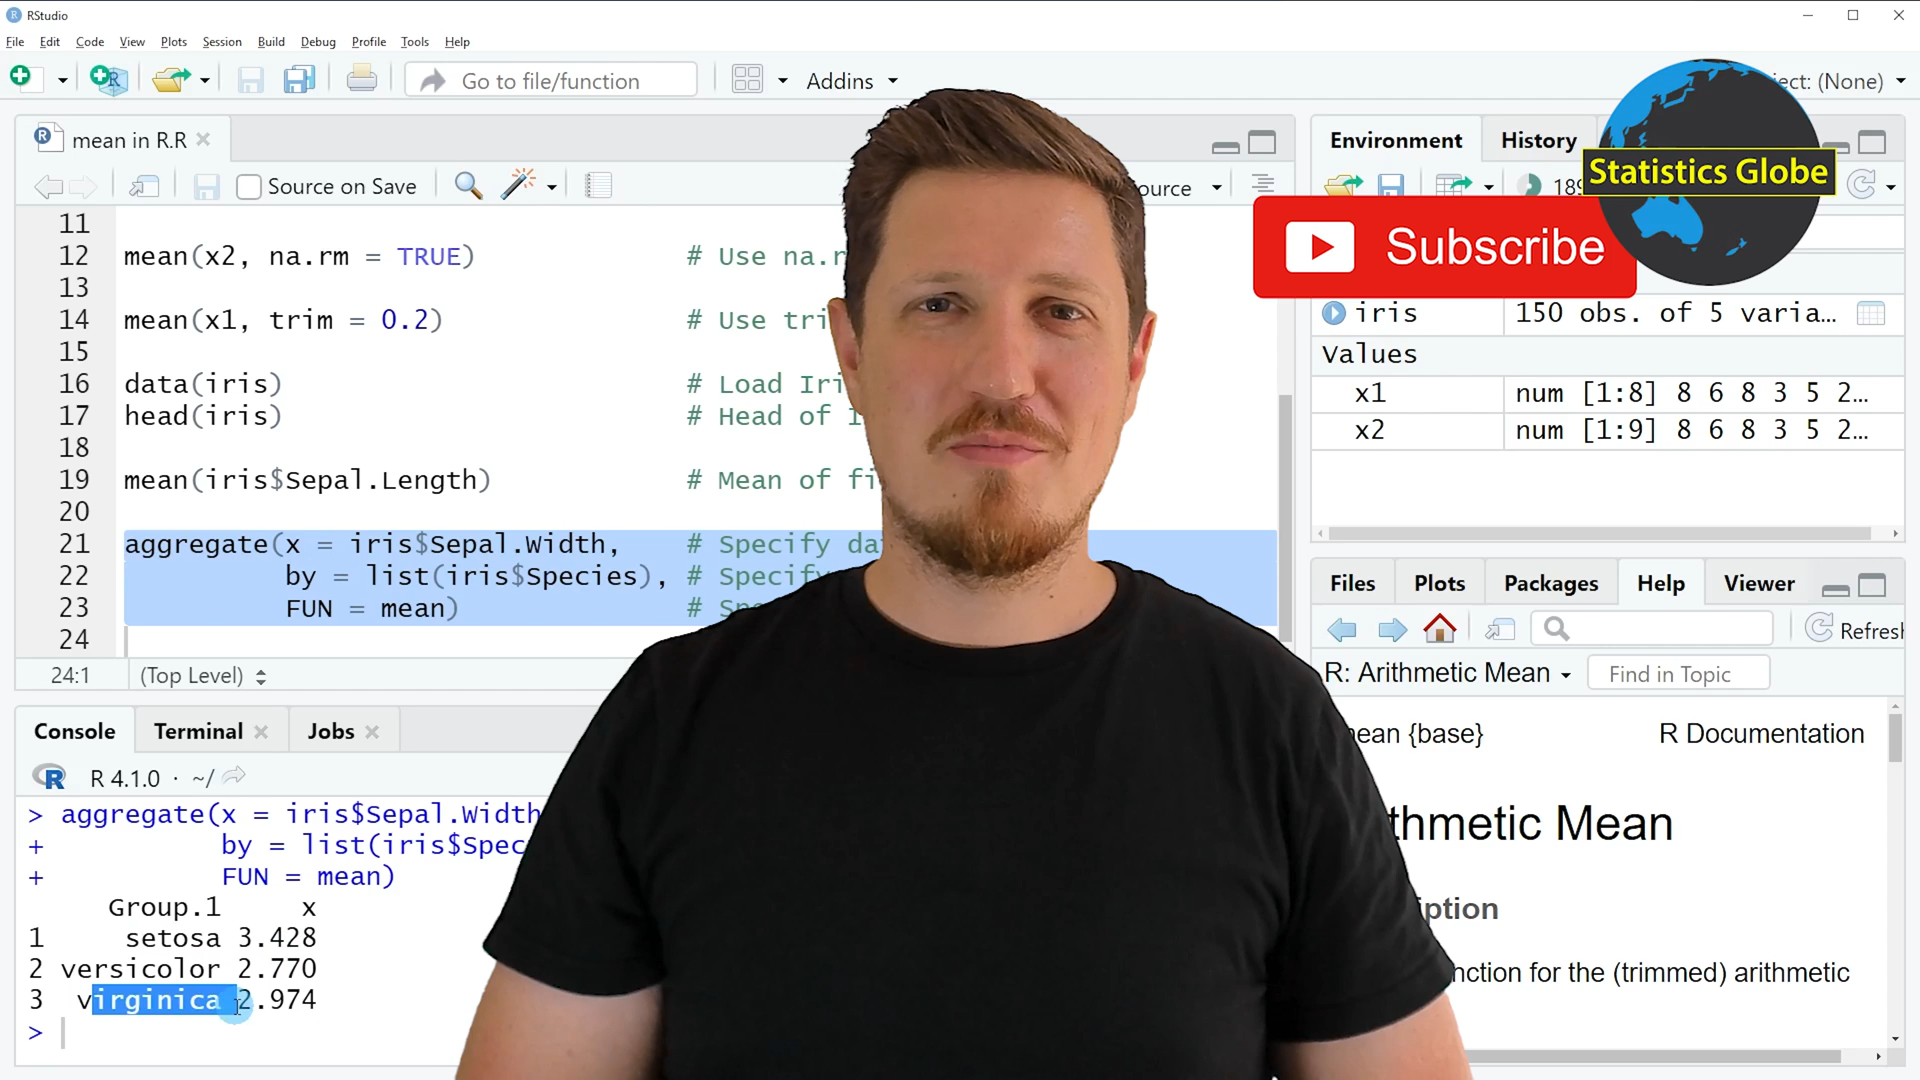 RStudio
File Edit Code View Plots Session Build Debug Profile Tools Help
Go to file/function Addins (None)
mean in R.R
Source on Save
11
12 mean(x2, na.rm = TRUE) # Use
13
14 mean(x1, trim = 0.2) # Use
15
16 data(iris) # Load
17 head(iris) # Head of
18
19 mean(iris$Sepal.Length) # Mean of
20
21 aggregate(x = iris$Sepal.Width, # Specify
22 by = list(iris$Species), # Specify
23 FUN = mean) #
24
24:1 (Top Level)
Console Terminal Jobs
R 4.1.0 · ~/
> aggregate(x = iris$Sepal.Width
+ by = list(iris$Spec
+ FUN = mean)
Group.1 x
1 setosa 3.428
2 versicolor 2.770
3 virginica 2.974
>
Environment History
Statistics Globe
Subscribe
iris 150 obs. of 5 varia...
Values
x1 num [1:8] 8 6 8 3 5 2...
x2 num [1:9] 8 6 8 3 5 2...
Files Plots Packages Help Viewer
Refresh
R: Arithmetic Mean Find in Topic
mean {base} R Documentation
Mean
for the (trimmed) arithmetic